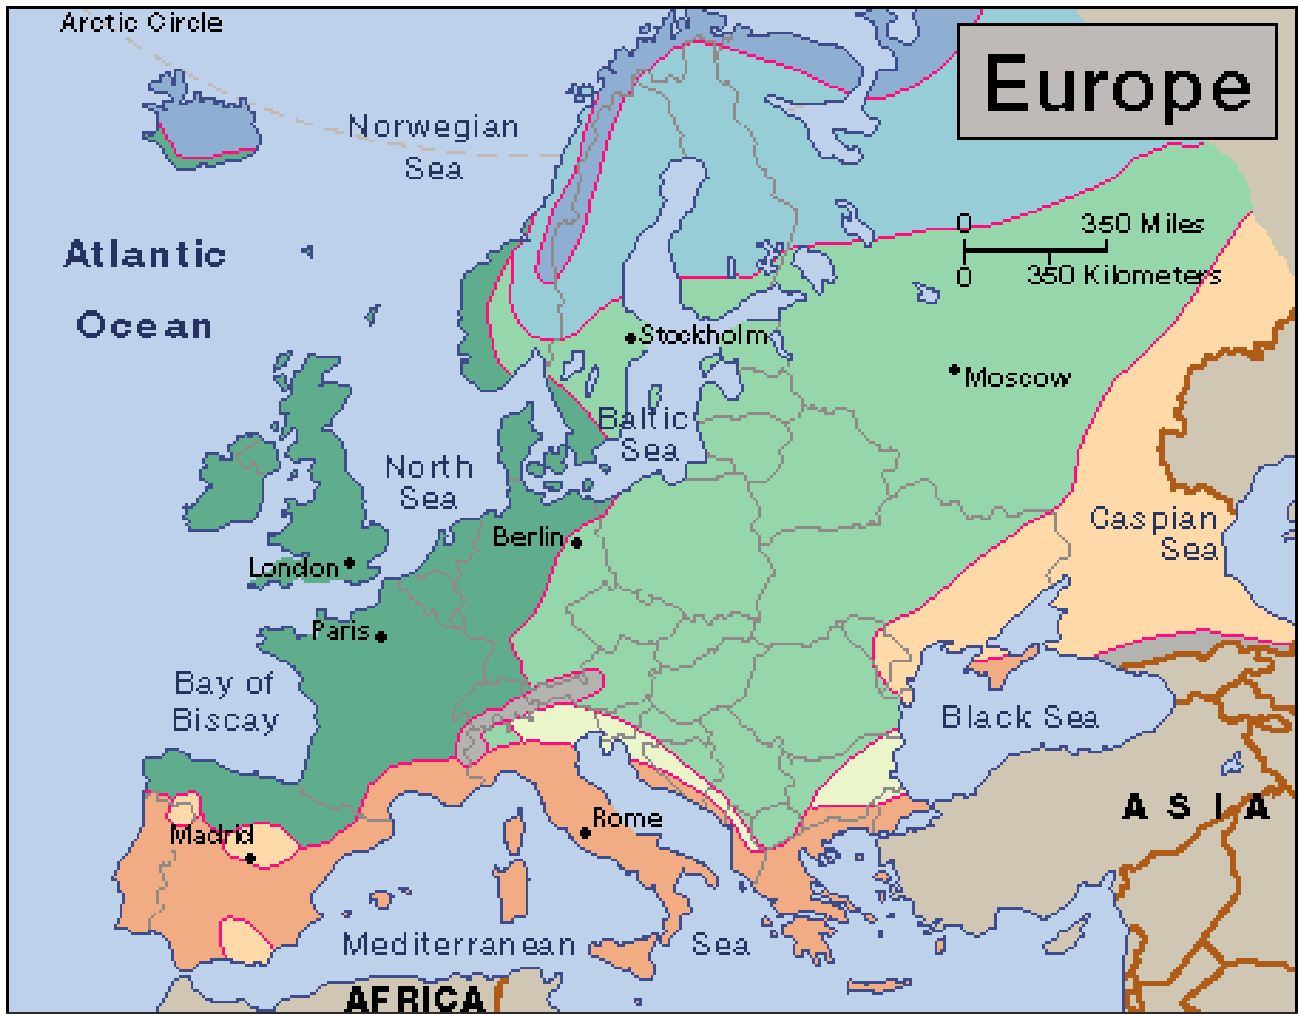 Arctic Circle
Europe
Norwegian
Sea
Atlantic
Ocean
0 350 Miles
0 350 Kilometers
Stockholm
Moscow
Baltic
Sea
North
Sea
Caspian
Sea
Berlin
London
Paris
Bay of
Biscay
Black Sea
Madrid
Rome
ASIA
Mediterranean Sea
AFRICA